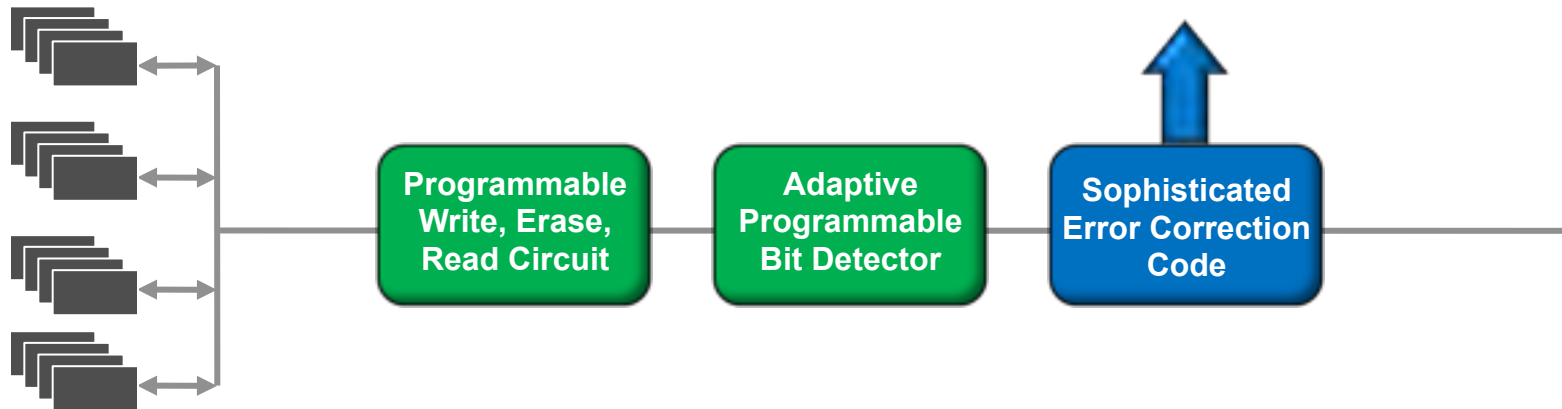 Programmable
Write, Erase,
Read Circuit
Adaptive
Programmable
Bit Detector
Sophisticated
Error Correction
Code